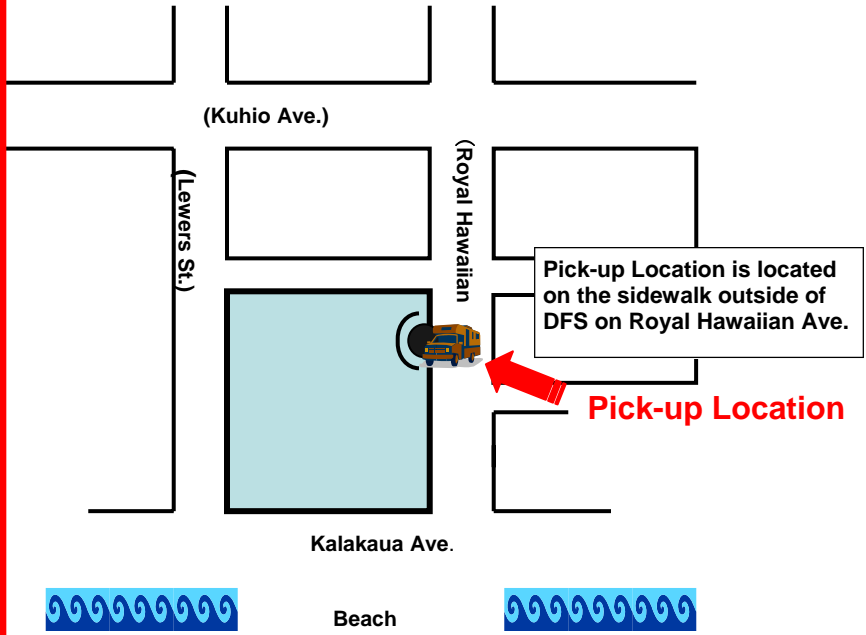 (Kuhio Ave.)
(Lewers St.)
(Royal Hawaiian
Pick-up Location is located
on the sidewalk outside of
DFS on Royal Hawaiian Ave.
Pick-up Location
Kalakaua Ave.
Beach